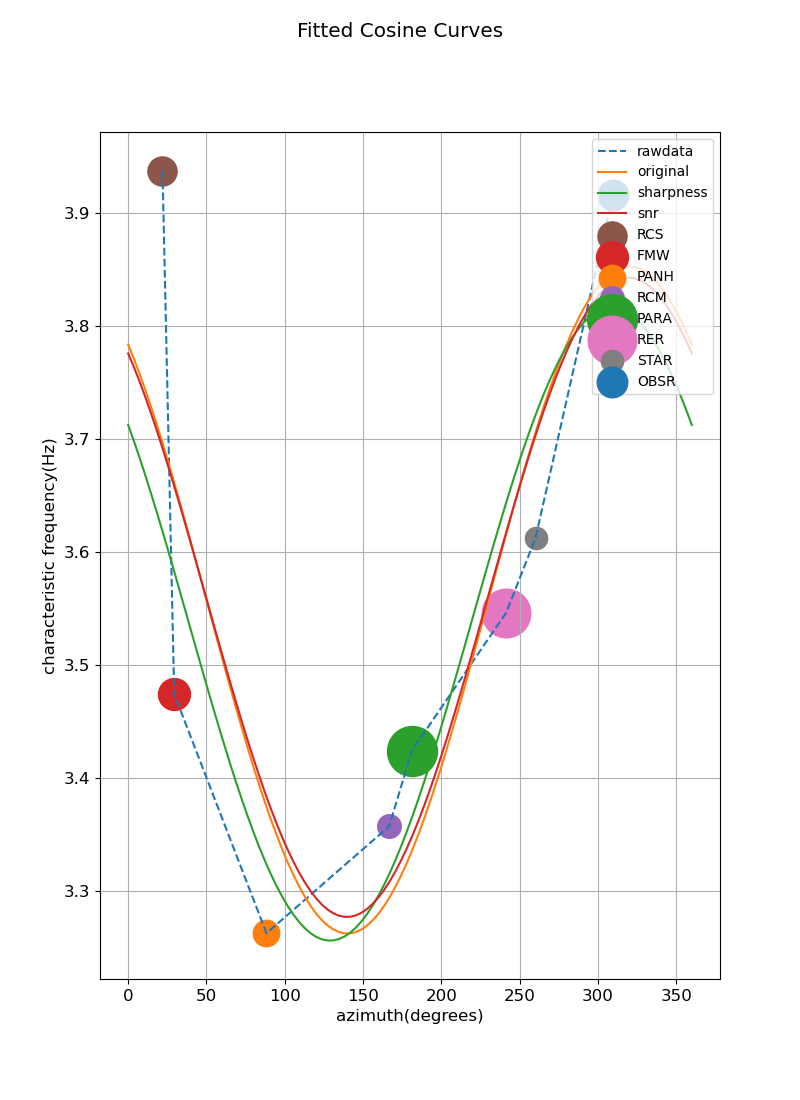 Fitted Cosine Curves
rawdata
original
sharpness
snr
RCS
FMW
PANH
RCM
PARA
RER
STAR
OBSR
3.9
3.8
3.7
3.6
3.5
3.4
3.3
characteristic frequency(Hz)
0 50 100 150 200 250 300 350
azimuth(degrees)